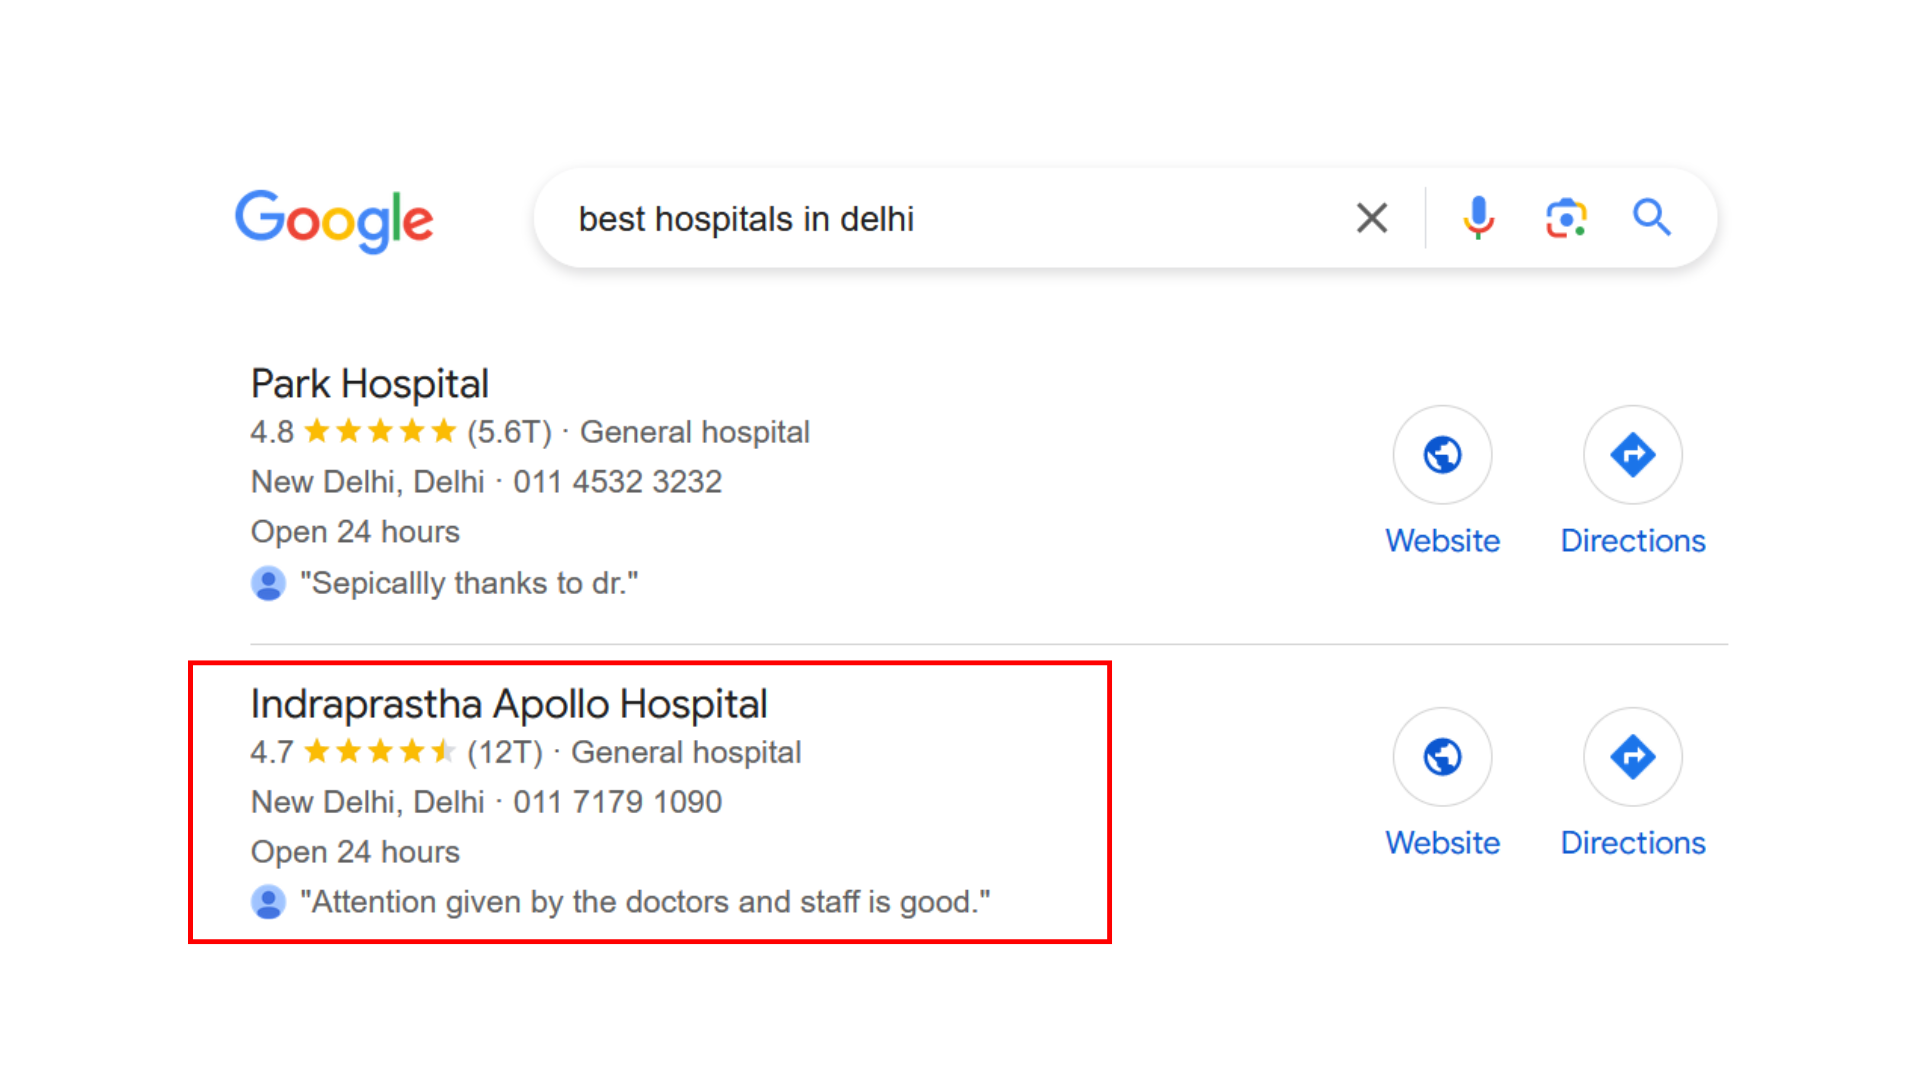 Google
best hospitals in delhi
Park Hospital
4.8 ★★★★★ (5.6T) · General hospital
New Delhi, Delhi · 011 4532 3232
Open 24 hours
"Sepicallly thanks to dr."
Website
Directions
Indraprastha Apollo Hospital
4.7 ★★★★★ (12T) · General hospital
New Delhi, Delhi · 011 7179 1090
Open 24 hours
"Attention given by the doctors and staff is good."
Website
Directions